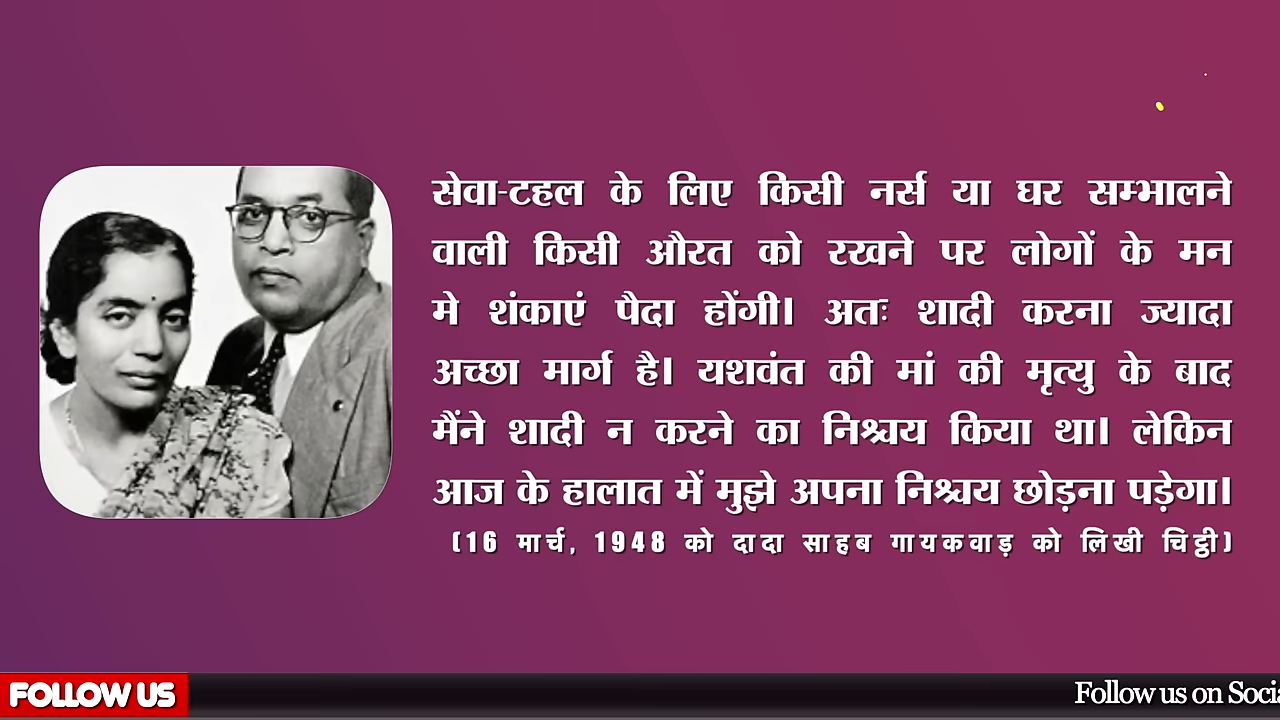 सेवा-टहल के लिए किसी नर्स या घर सम्भालने
वाली किसी औरत को रखने पर लोगों के मन
मे शंकाएं पैदा होंगी। अतः शादी करना ज्यादा
अच्छा मार्ग है। यशवंत की मां की मृत्यु के बाद
मैंने शादी न करने का निश्चय किया था। लेकिन
आज के हालात में मुझे अपना निश्चय छोड़ना पड़ेगा।
(16 मार्च, 1948 को दादा साहब गायकवाड़ को लिखी चिट्ठी)
FOLLOW US
Follow us on Socia